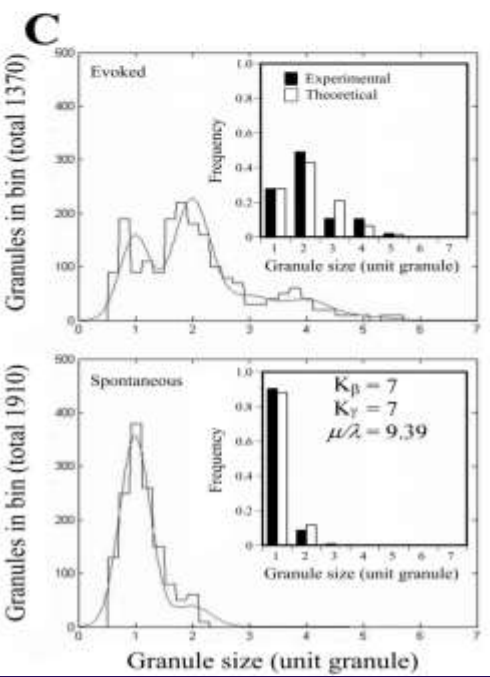 C
Granules in bin (total 1370)
500
400
300
200
100
0
Evoked
0 1 2 3 4 5 6 7
Frequency
1.0
0.8
0.6
0.4
0.2
0
Experimental
Theoretical
1 2 3 4 5 6 7
Granule size (unit granule)
Granules in bin (total 1910)
500
400
300
200
100
0
Spontaneous
0 1 2 3 4 5 6 7
Frequency
1.0
0.8
0.6
0.4
0.2
0
Kβ = 7
Kγ = 7
μ/λ = 9.39
1 2 3 4 5 6 7
Granule size (unit granule)
Granule size (unit granule)